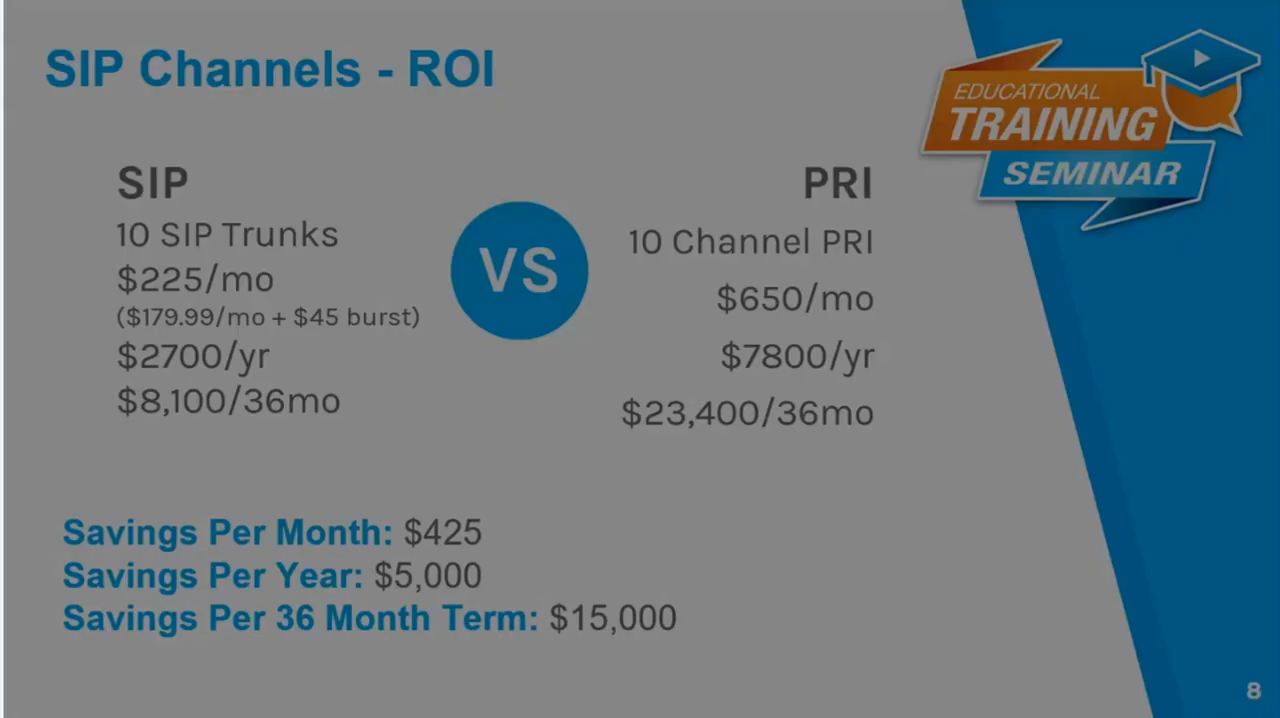 SIP Channels - ROI
EDUCATIONAL
TRAINING
SEMINAR
SIP
10 SIP Trunks
$225/mo
($179.99/mo + $45 burst)
$2700/yr
$8,100/36mo
VS
PRI
10 Channel PRI
$650/mo
$7800/yr
$23,400/36mo
Savings Per Month: $425
Savings Per Year: $5,000
Savings Per 36 Month Term: $15,000
8